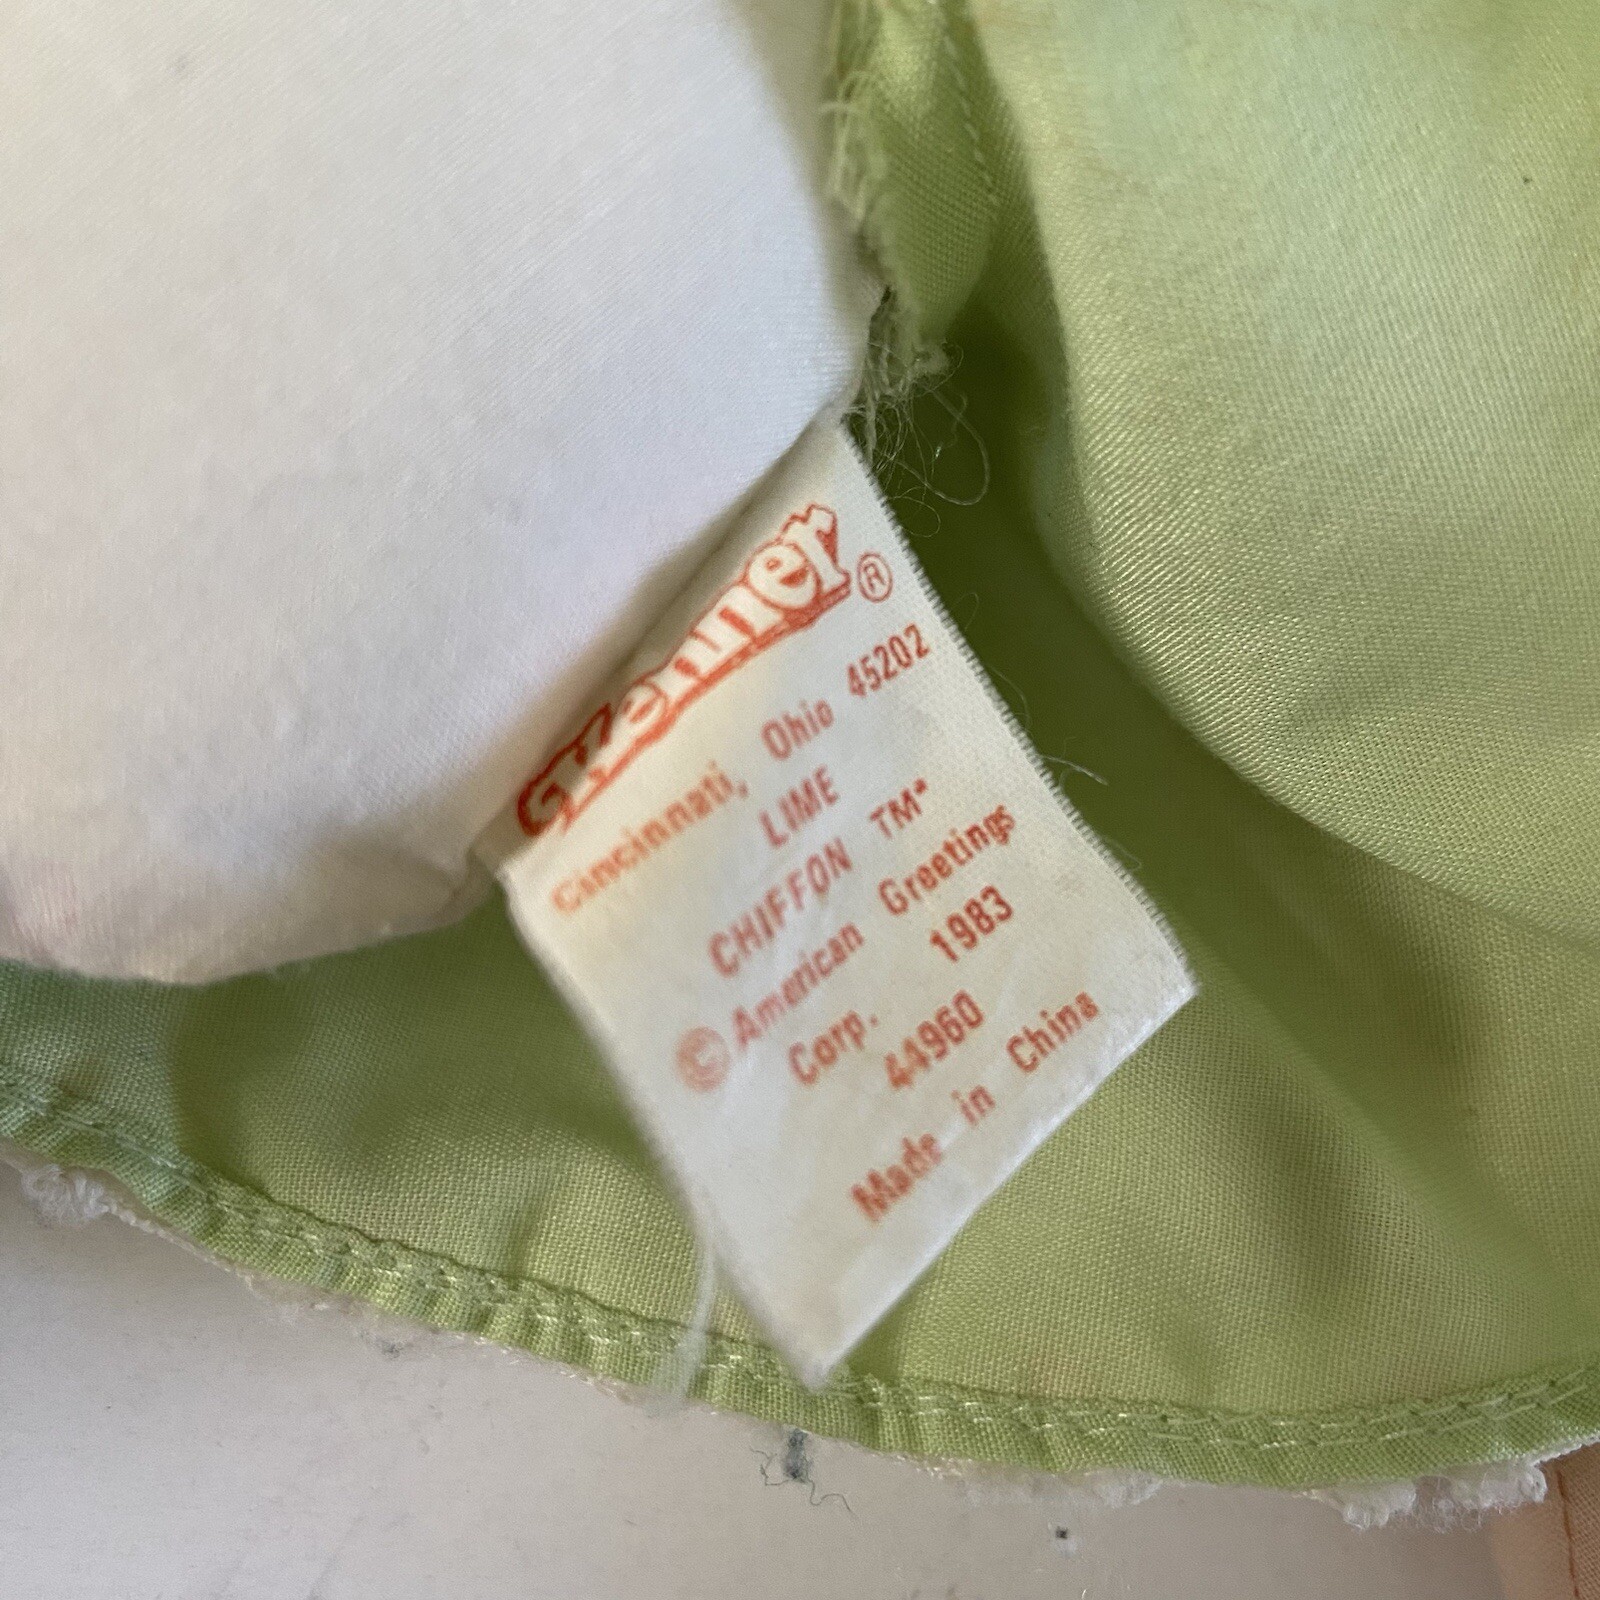 Kenner®
Cincinnati, Ohio 45202
LIME
CHIFFON TM*
© American Greetings
Corp. 1983
44960
Made in China